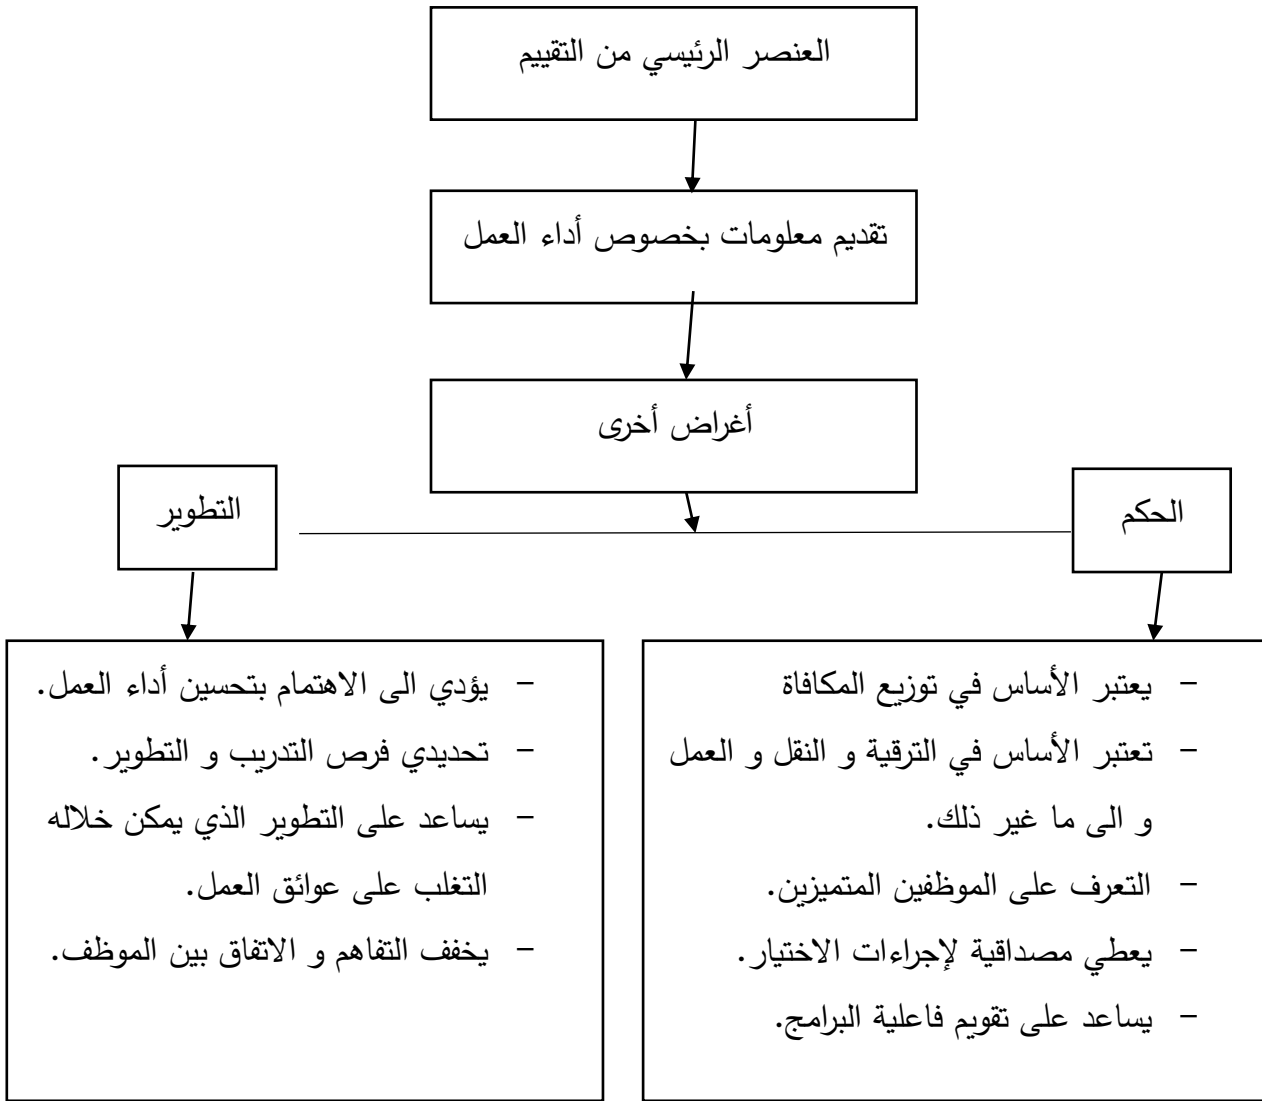 العنصر الرئيسي من التقييم
تقديم معلومات بخصوص أداء العمل
أغراض أخرى
الحكم
التطوير
- يعتبر الأساس في توزيع المكافاة
- تعتبر الأساس في الترقية و النقل و العمل
و الى ما غير ذلك.
- التعرف على الموظفين المتميزين.
- يعطي مصداقية لإجراءات الاختيار.
- يساعد على تقويم فاعلية البرامج.
- يؤدي الى الاهتمام بتحسين أداء العمل.
- تحديدي فرص التدريب و التطوير.
- يساعد على التطوير الذي يمكن خلاله
التغلب على عوائق العمل.
- يخفف التفاهم و الاتفاق بين الموظف.